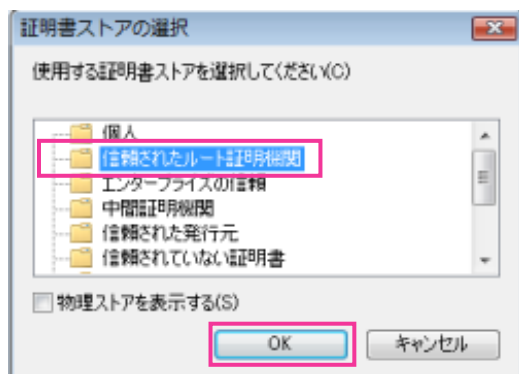 証明書ストアの選択
使用する証明書ストアを選択してください(C)
個人
信頼されたルート証明機関
エンタープライズの信頼
中間証明機関
信頼された発行元
信頼されていない証明書
物理ストアを表示する(S)
OK
キャンセル